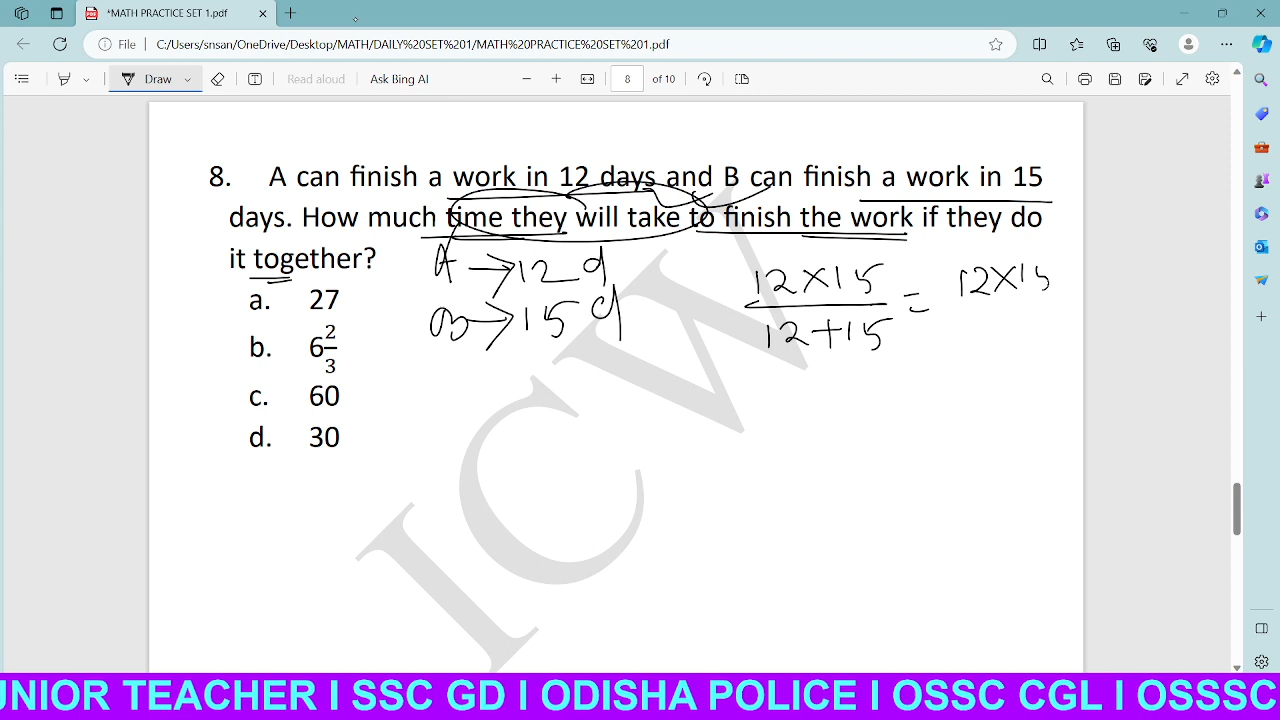 *MATH PRACTICE SET 1.pdf
File C:/Users/snsan/OneDrive/Desktop/MATH/DAILY%20SET%201/MATH%20PRACTICE%20SET%201.pdf
Draw Read aloud Ask Bing AI 8 of 10
8. A can finish a work in 12 days and B can finish a work in 15
days. How much time they will take to finish the work if they do
it together?
a. 27
b. 6 2/3
c. 60
d. 30
A → 12 d
B → 15 d
12×15
12+15
= 12×15
ICW
UNIOR TEACHER I SSC GD I ODISHA POLICE I OSSC CGL I OSSSC